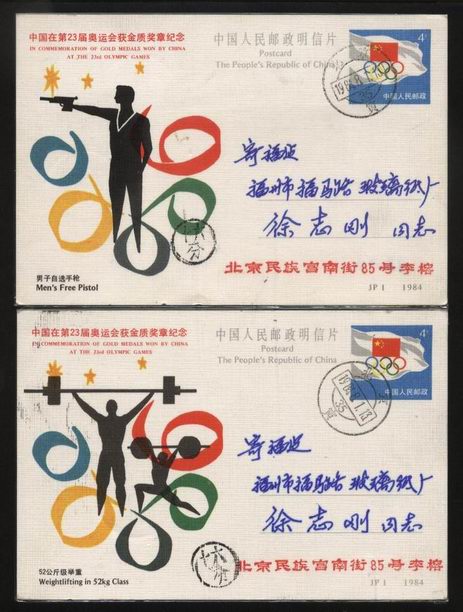 中国在第23届奥运会获金质奖章纪念
IN COMMEMORATION OF GOLD MEDALS WON BY CHINA
AT THE 23rd OLYMPIC GAMES
中国人民邮政明信片
Postcard
The People's Republic of China
4分
中国人民邮政
寄福建
福州市福马路玻璃纸厂
徐志刚 同志
北京民族宫南街85号李榕
男子自选手枪
Men's Free Pistol
JP 1 1984
中国在第23届奥运会获金质奖章纪念
IN COMMEMORATION OF GOLD MEDALS WON BY CHINA
AT THE 23rd OLYMPIC GAMES
中国人民邮政明信片
Postcard
The People's Republic of China
4分
中国人民邮政
寄福建
福州市福马路玻璃纸厂
徐志刚 同志
北京民族宫南街85号李榕
52公斤级举重
Weightlifting in 52kg Class
JP 1 1984